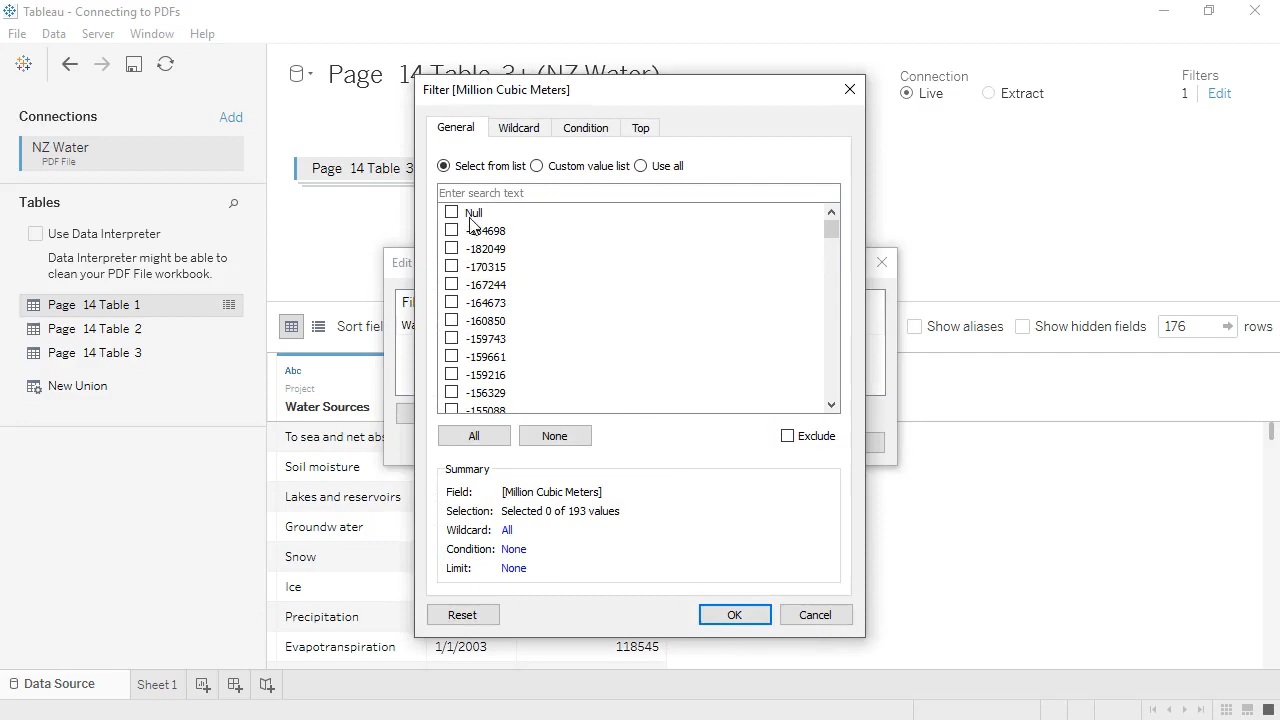 Tableau - Connecting to PDFs
File Data Server Window Help
Connections Add
NZ Water
PDF File
Tables
Use Data Interpreter
Data Interpreter might be able to
clean your PDF File workbook.
Page 14 Table 1
Page 14 Table 2
Page 14 Table 3
New Union
Page 14 Table 3+ (NZ Water)
Connection
Live Extract
Filters
1 Edit
Page 14 Table 3
Edit
Sort
Show aliases Show hidden fields 176 rows
Abc
Project
Water Sources
To sea and net
Soil moisture
Lakes and reservoirs
Groundwater
Snow
Ice
Precipitation
Evapotranspiration 1/1/2003 118545
Filter [Million Cubic Meters]
General Wildcard Condition Top
Select from list Custom value list Use all
Enter search text
Null
-182049
-170315
-167244
-164673
-160850
-159743
-159661
-159216
-156329
-155088
All None Exclude
Summary
Field: [Million Cubic Meters]
Selection: Selected 0 of 193 values
Wildcard: All
Condition: None
Limit: None
Reset OK Cancel
Data Source Sheet 1